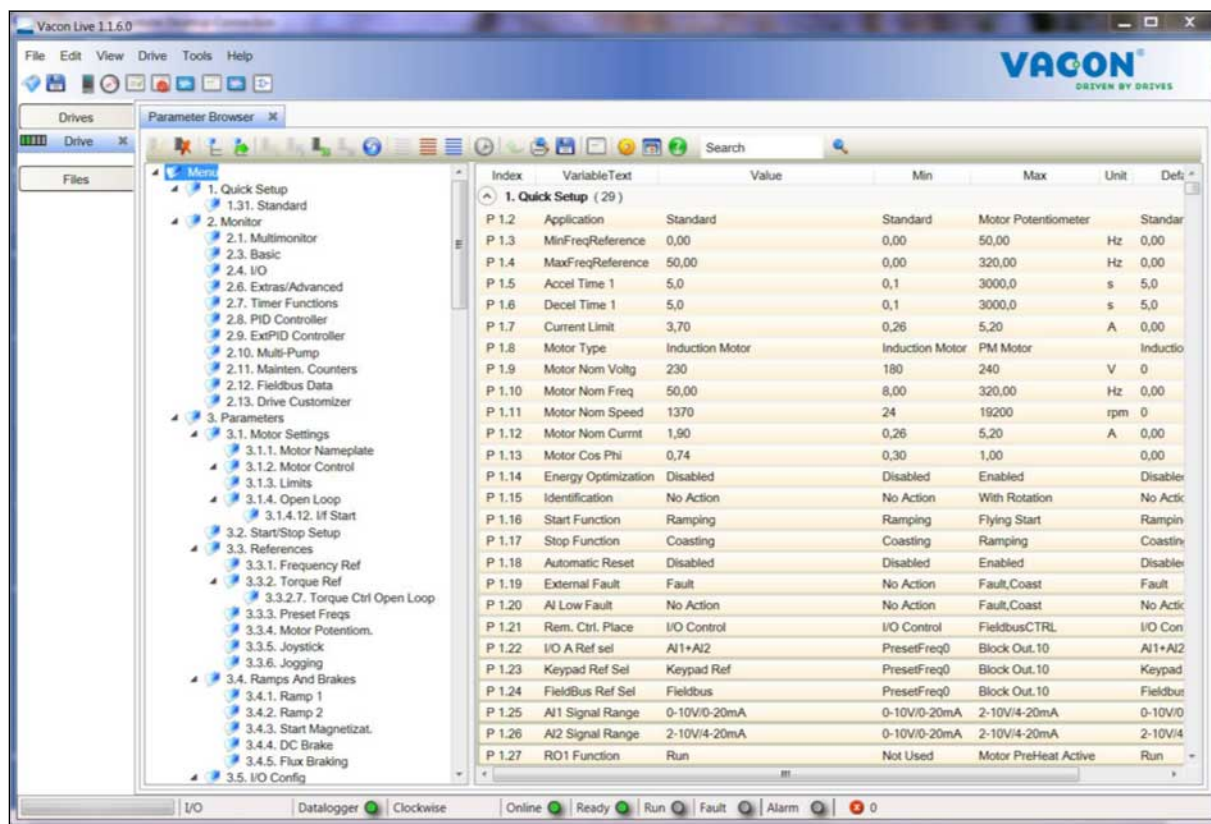 Vacon Live 1.1.6.0
File Edit View Drive Tools Help
VACON®
DRIVEN BY DRIVES
Drives
Drive
Files
Parameter Browser
Search
Menu
1. Quick Setup
1.31. Standard
2. Monitor
2.1. Multimonitor
2.3. Basic
2.4. I/O
2.6. Extras/Advanced
2.7. Timer Functions
2.8. PID Controller
2.9. ExtPID Controller
2.10. Multi-Pump
2.11. Mainten. Counters
2.12. Fieldbus Data
2.13. Drive Customizer
3. Parameters
3.1. Motor Settings
3.1.1. Motor Nameplate
3.1.2. Motor Control
3.1.3. Limits
3.1.4. Open Loop
3.1.4.12. I/f Start
3.2. Start/Stop Setup
3.3. References
3.3.1. Frequency Ref
3.3.2. Torque Ref
3.3.2.7. Torque Ctrl Open Loop
3.3.3. Preset Freqs
3.3.4. Motor Potentiom.
3.3.5. Joystick
3.3.6. Jogging
3.4. Ramps And Brakes
3.4.1. Ramp 1
3.4.2. Ramp 2
3.4.3. Start Magnetizat.
3.4.4. DC Brake
3.4.5. Flux Braking
3.5. I/O Config
Index VariableText Value Min Max Unit Defa
1. Quick Setup (29)
P 1.2 Application Standard Standard Motor Potentiometer Standar
P 1.3 MinFreqReference 0,00 0,00 50,00 Hz 0,00
P 1.4 MaxFreqReference 50,00 0,00 320,00 Hz 0,00
P 1.5 Accel Time 1 5,0 0,1 3000,0 s 5,0
P 1.6 Decel Time 1 5,0 0,1 3000,0 s 5,0
P 1.7 Current Limit 3,70 0,26 5,20 A 0,00
P 1.8 Motor Type Induction Motor Induction Motor PM Motor Inductio
P 1.9 Motor Nom Voltg 230 180 240 V 0
P 1.10 Motor Nom Freq 50,00 8,00 320,00 Hz 0,00
P 1.11 Motor Nom Speed 1370 24 19200 rpm 0
P 1.12 Motor Nom Currnt 1,90 0,26 5,20 A 0,00
P 1.13 Motor Cos Phi 0,74 0,30 1,00 0,00
P 1.14 Energy Optimization Disabled Disabled Enabled Disable
P 1.15 Identification No Action No Action With Rotation No Actic
P 1.16 Start Function Ramping Ramping Flying Start Rampin
P 1.17 Stop Function Coasting Coasting Ramping Coastin
P 1.18 Automatic Reset Disabled Disabled Enabled Disable
P 1.19 External Fault Fault No Action Fault,Coast Fault
P 1.20 AI Low Fault No Action No Action Fault,Coast No Actic
P 1.21 Rem. Ctrl. Place I/O Control I/O Control FieldbusCTRL I/O Con
P 1.22 I/O A Ref sel AI1+AI2 PresetFreq0 Block Out.10 AI1+AI2
P 1.23 Keypad Ref Sel Keypad Ref PresetFreq0 Block Out.10 Keypad
P 1.24 FieldBus Ref Sel Fieldbus PresetFreq0 Block Out.10 Fieldbus
P 1.25 AI1 Signal Range 0-10V/0-20mA 0-10V/0-20mA 2-10V/4-20mA 0-10V/0
P 1.26 AI2 Signal Range 2-10V/4-20mA 0-10V/0-20mA 2-10V/4-20mA 2-10V/4
P 1.27 RO1 Function Run Not Used Motor PreHeat Active Run
I/O Datalogger Clockwise Online Ready Run Fault Alarm 0